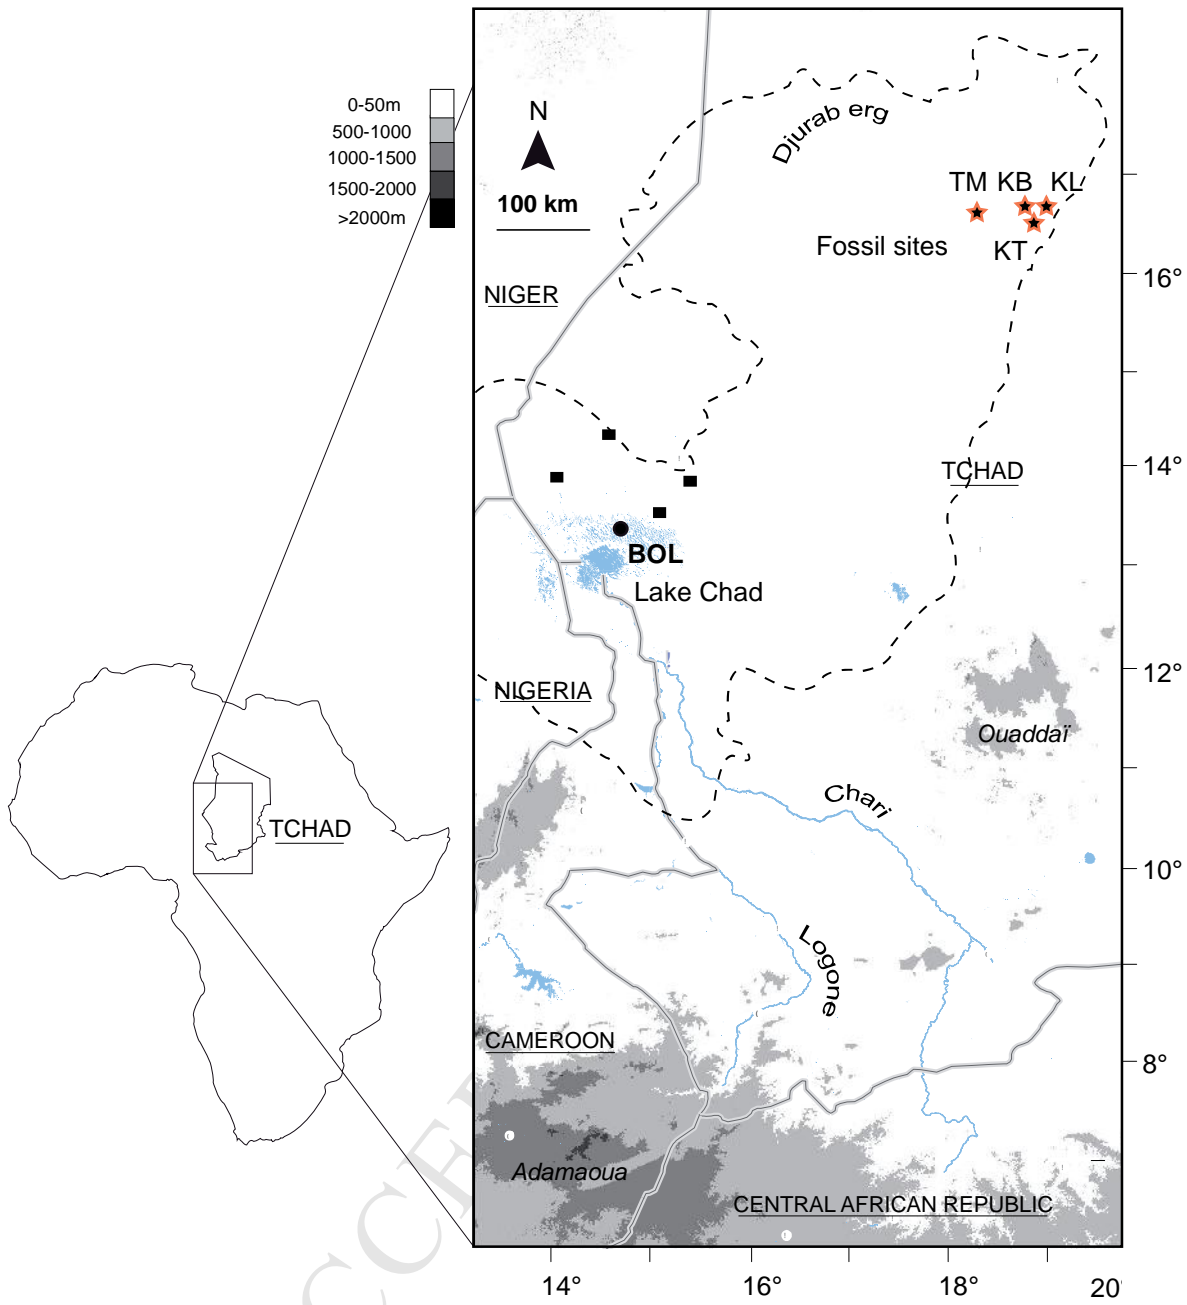 0-50m
500-1000
1000-1500
1500-2000
>2000m
N
100 km
Djurab erg
TM KB KL
KT
Fossil sites
NIGER
16°
14°
TCHAD
BOL
Lake Chad
12°
NIGERIA
Ouaddaï
Chari
TCHAD
10°
Logone
CAMEROON
8°
Adamaoua
CENTRAL AFRICAN REPUBLIC
14°
16°
18°
20°